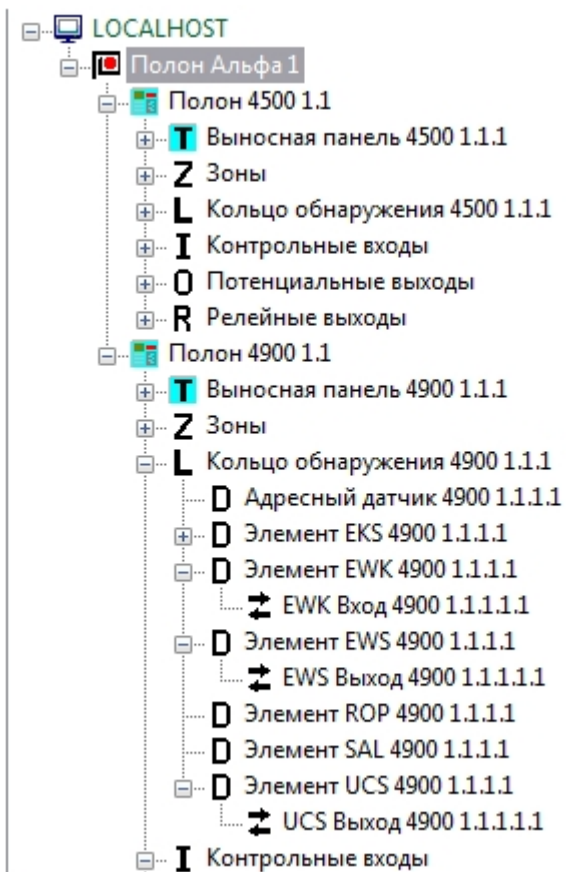 LOCALHOST
Полон Альфа 1
Полон 4500 1.1
T Выносная панель 4500 1.1.1
Z Зоны
L Кольцо обнаружения 4500 1.1.1
I Контрольные входы
O Потенциальные выходы
R Релейные выходы
Полон 4900 1.1
T Выносная панель 4900 1.1.1
Z Зоны
L Кольцо обнаружения 4900 1.1.1
D Адресный датчик 4900 1.1.1.1
D Элемент EKS 4900 1.1.1.1
D Элемент EWK 4900 1.1.1.1
EWK Вход 4900 1.1.1.1.1
D Элемент EWS 4900 1.1.1.1
EWS Выход 4900 1.1.1.1.1
D Элемент ROP 4900 1.1.1.1
D Элемент SAL 4900 1.1.1.1
D Элемент UCS 4900 1.1.1.1
UCS Выход 4900 1.1.1.1.1
I Контрольные входы